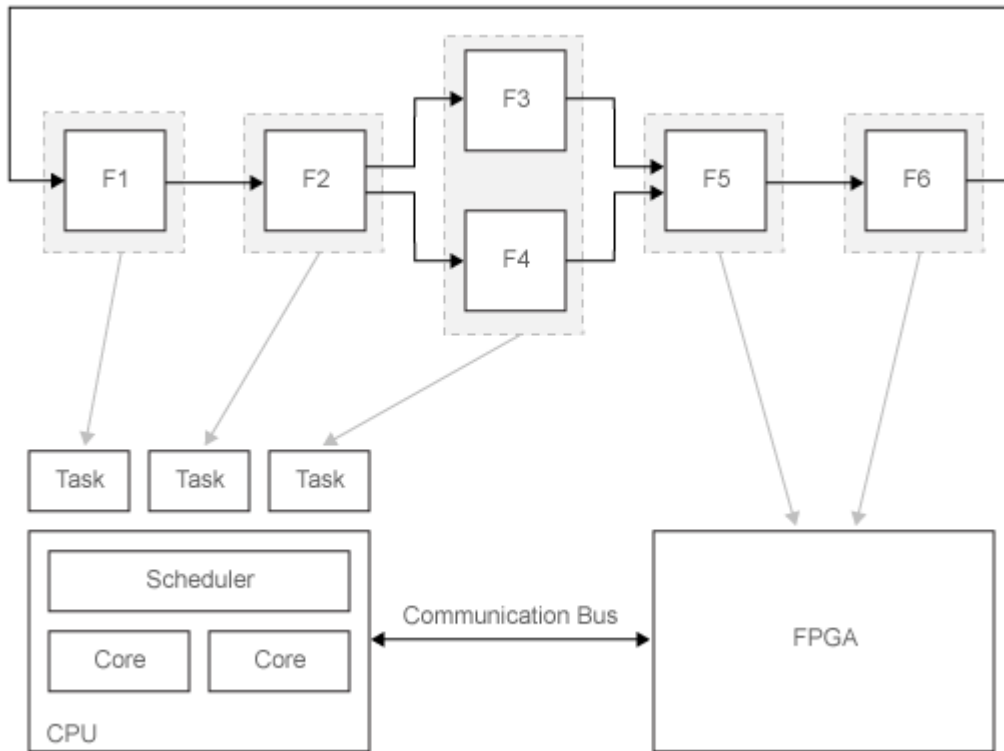 F3
F1
F2
F5
F6
F4
Task
Task
Task
Scheduler
Communication Bus
FPGA
Core
Core
CPU